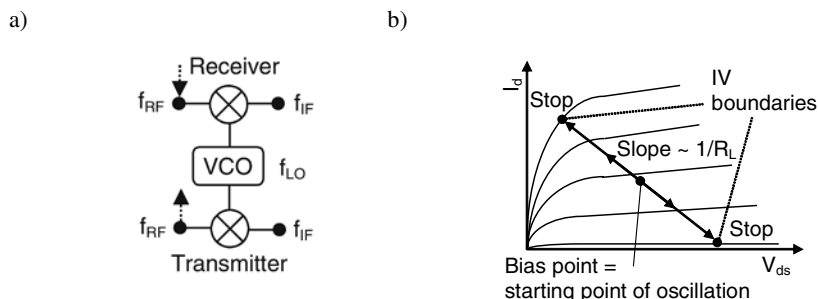 a)
Receiver
f_RF
f_IF
VCO
f_LO
f_RF
f_IF
Transmitter
b)
I_d
Stop
IV
boundaries
Slope ~ 1/R_L
Stop
V_ds
Bias point =
starting point of oscillation